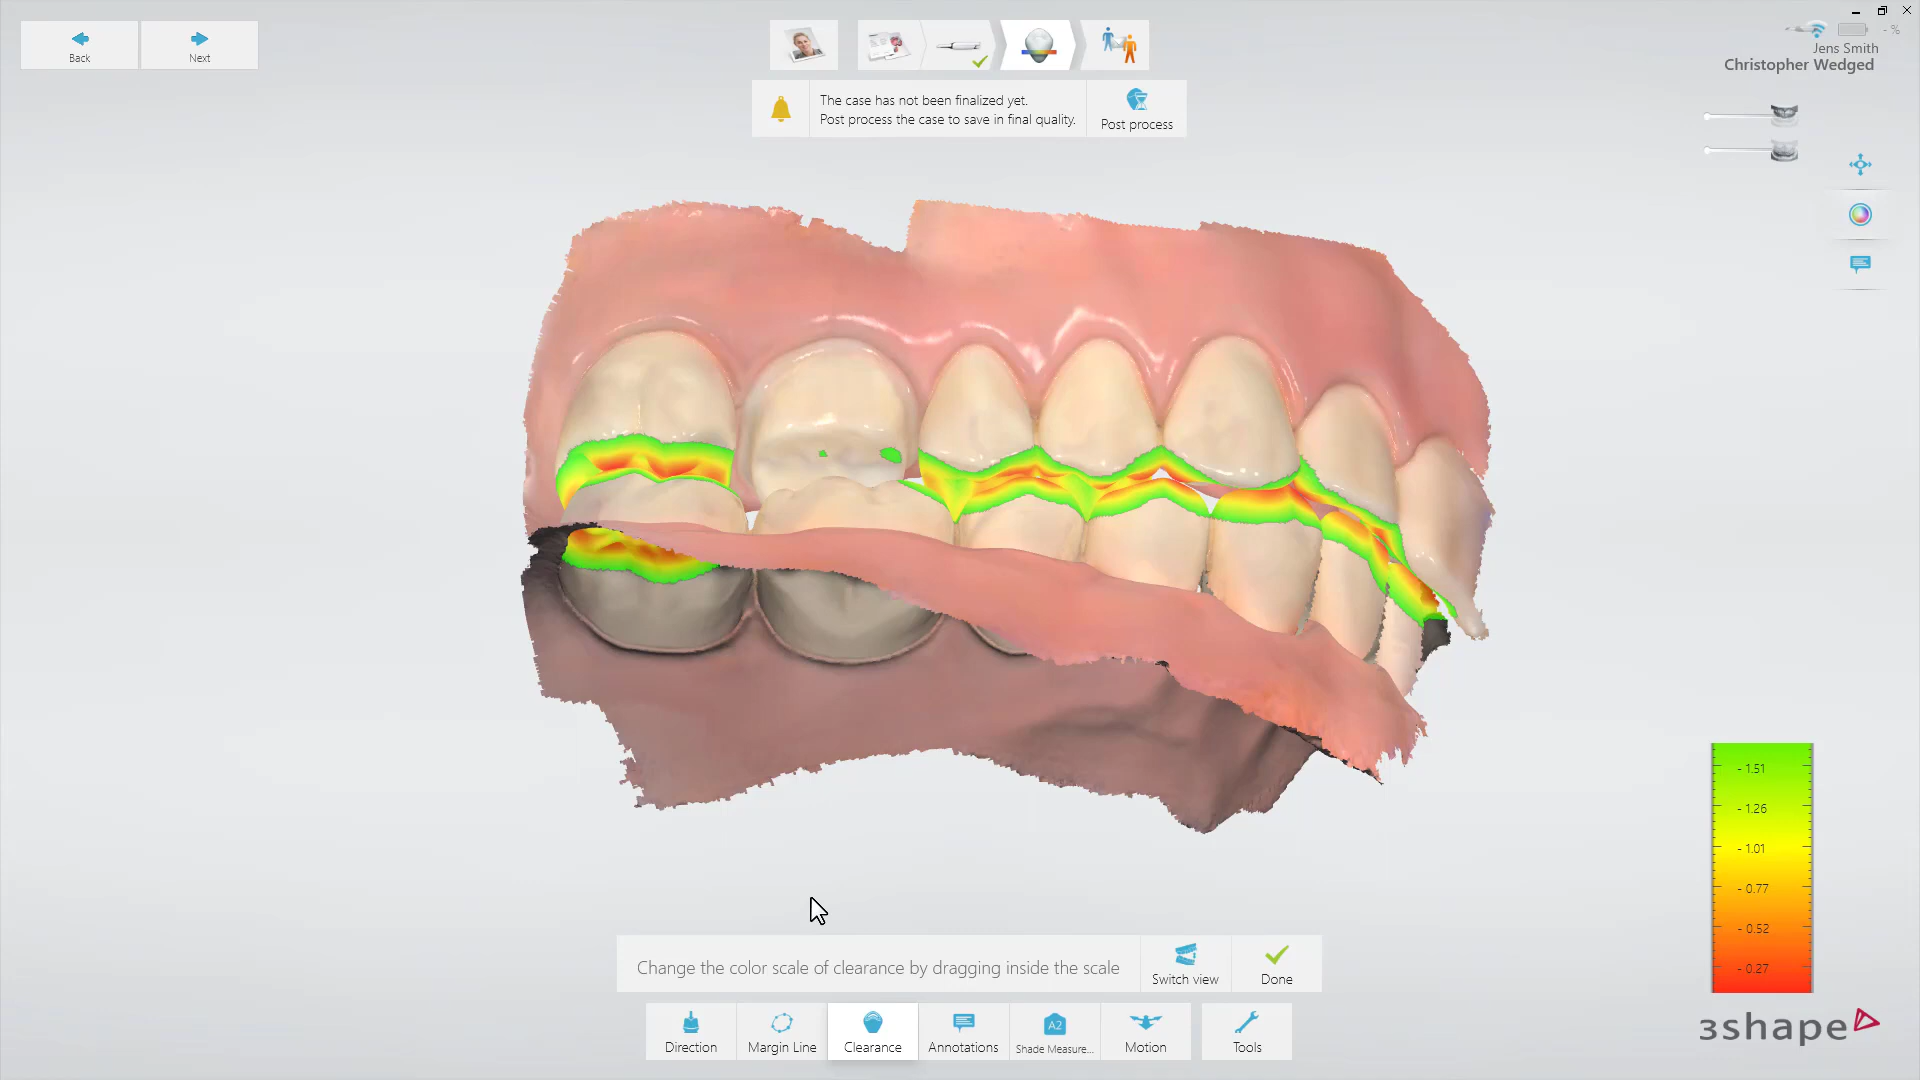 Back
Next
- %
Jens Smith
Christopher Wedged
The case has not been finalized yet.
Post process the case to save in final quality.
Post process
- 1.51
- 1.26
- 1.01
- 0.77
- 0.52
- 0.27
Change the color scale of clearance by dragging inside the scale
Switch view
Done
Direction
Margin Line
Clearance
Annotations
A2
Shade Measure...
Motion
Tools
3shape